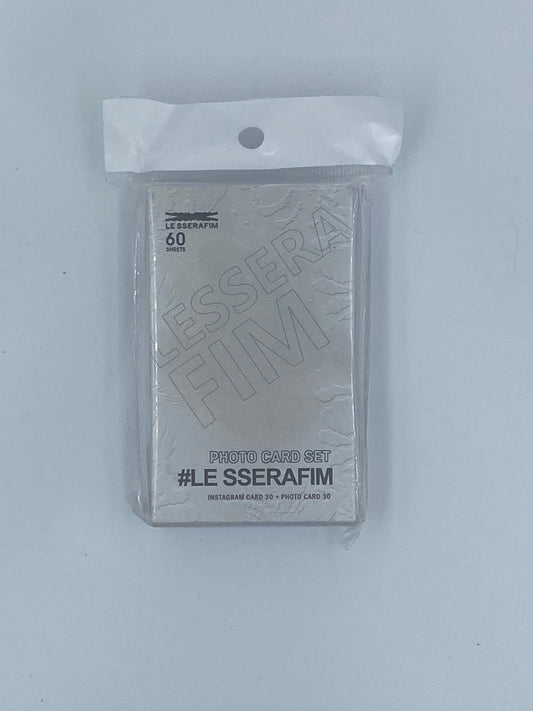 LE SSERAFIM
60
SHEETS
LESSERA
FIM
PHOTO CARD SET
#LE SSERAFIM
INSTAGRAM CARD 30 + PHOTO CARD 30